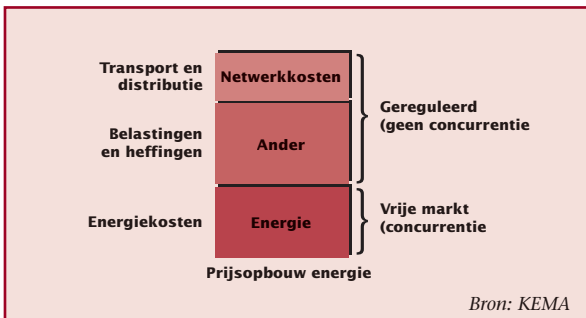 Transport en
distributie
Netwerkkosten
Gereguleerd
(geen concurrentie
Belastingen
en heffingen
Ander
Energiekosten
Energie
Vrije markt
(concurrentie
Prijsopbouw energie
Bron: KEMA